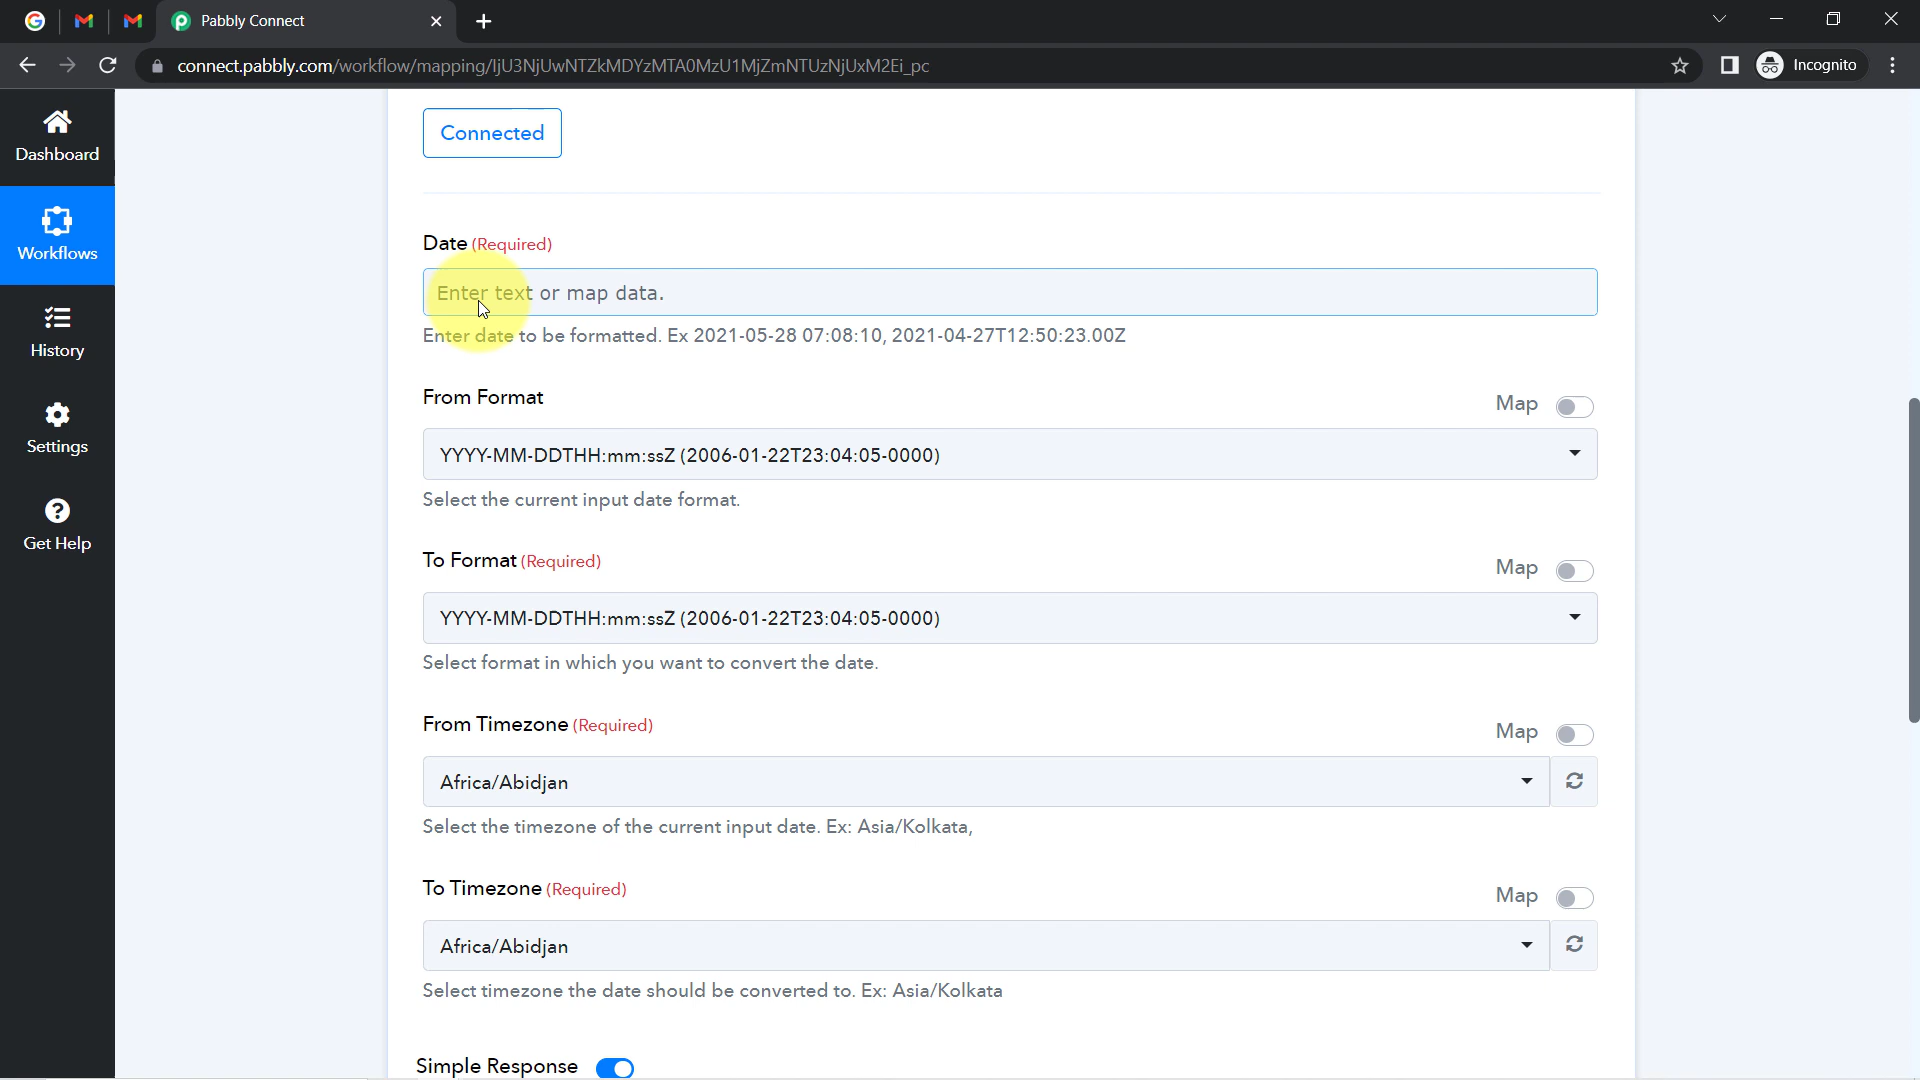 Pabbly Connect
connect.pabbly.com/workflow/mapping/IjU3NjUwNTZkMDYzMTA0MzU1MjZmNTUzNjUxM2Ei_pc
Incognito
Dashboard
Workflows
History
Settings
Get Help
Connected
Date (Required)
Enter text or map data.
Enter date to be formatted. Ex 2021-05-28 07:08:10, 2021-04-27T12:50:23.00Z
From Format
Map
YYYY-MM-DDTHH:mm:ssZ (2006-01-22T23:04:05-0000)
Select the current input date format.
To Format (Required)
Map
YYYY-MM-DDTHH:mm:ssZ (2006-01-22T23:04:05-0000)
Select format in which you want to convert the date.
From Timezone (Required)
Map
Africa/Abidjan
Select the timezone of the current input date. Ex: Asia/Kolkata,
To Timezone (Required)
Map
Africa/Abidjan
Select timezone the date should be converted to. Ex: Asia/Kolkata
Simple Response